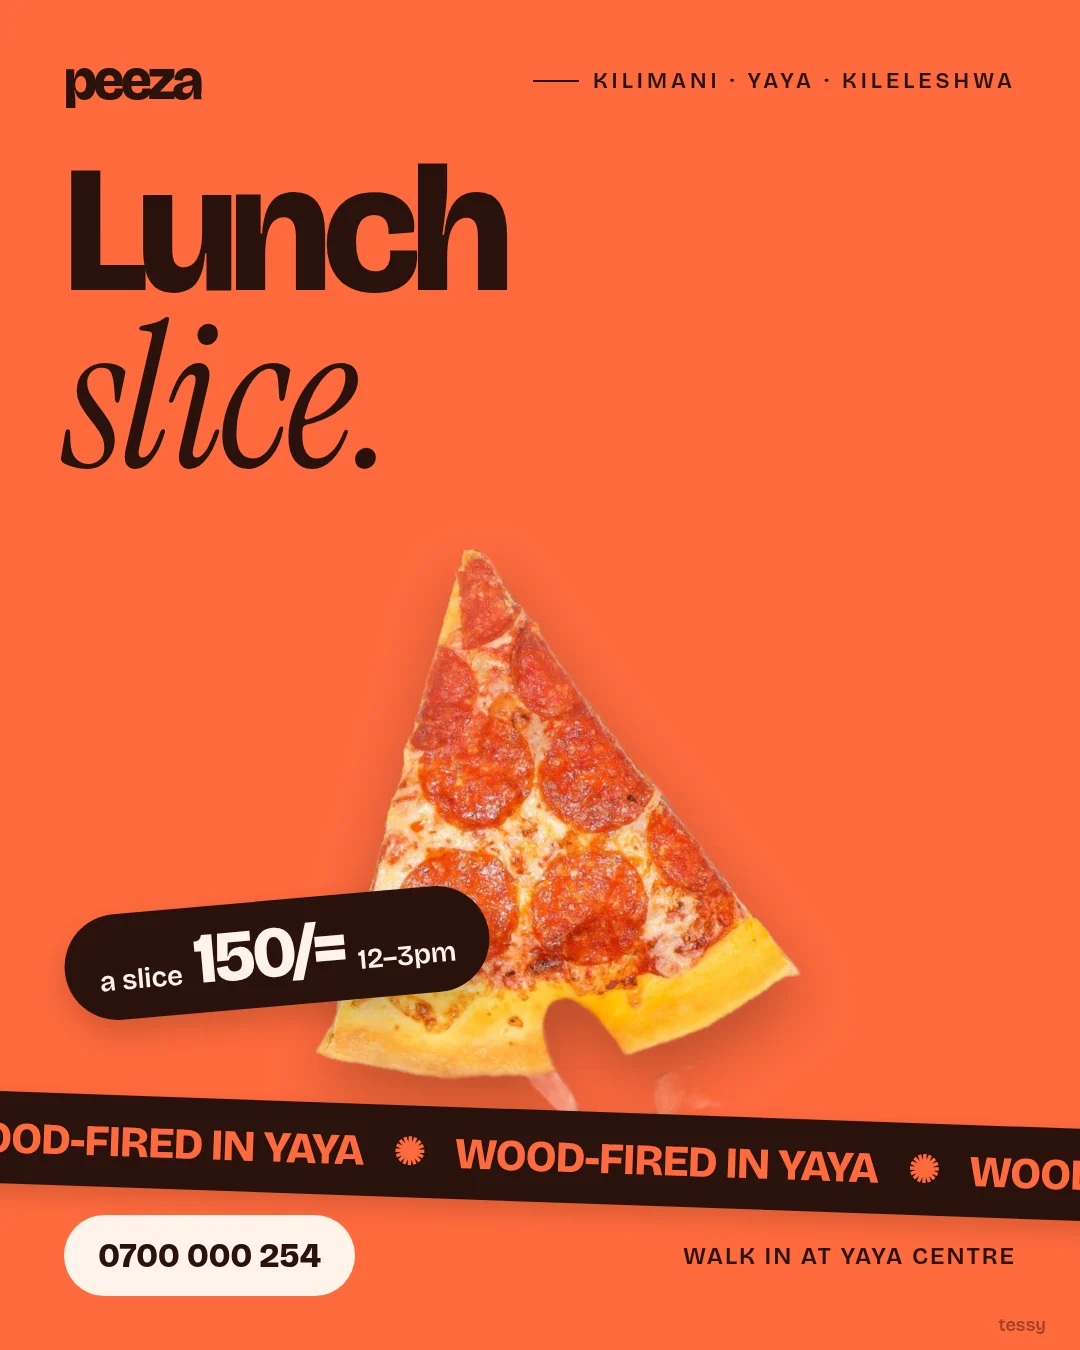 peeza
KILIMANI · YAYA · KILELESHWA
Lunch
slice.
a slice 150/= 12–3pm
OOD-FIRED IN YAYA ✺ WOOD-FIRED IN YAYA ✺ WOO
0700 000 254
WALK IN AT YAYA CENTRE
tessy